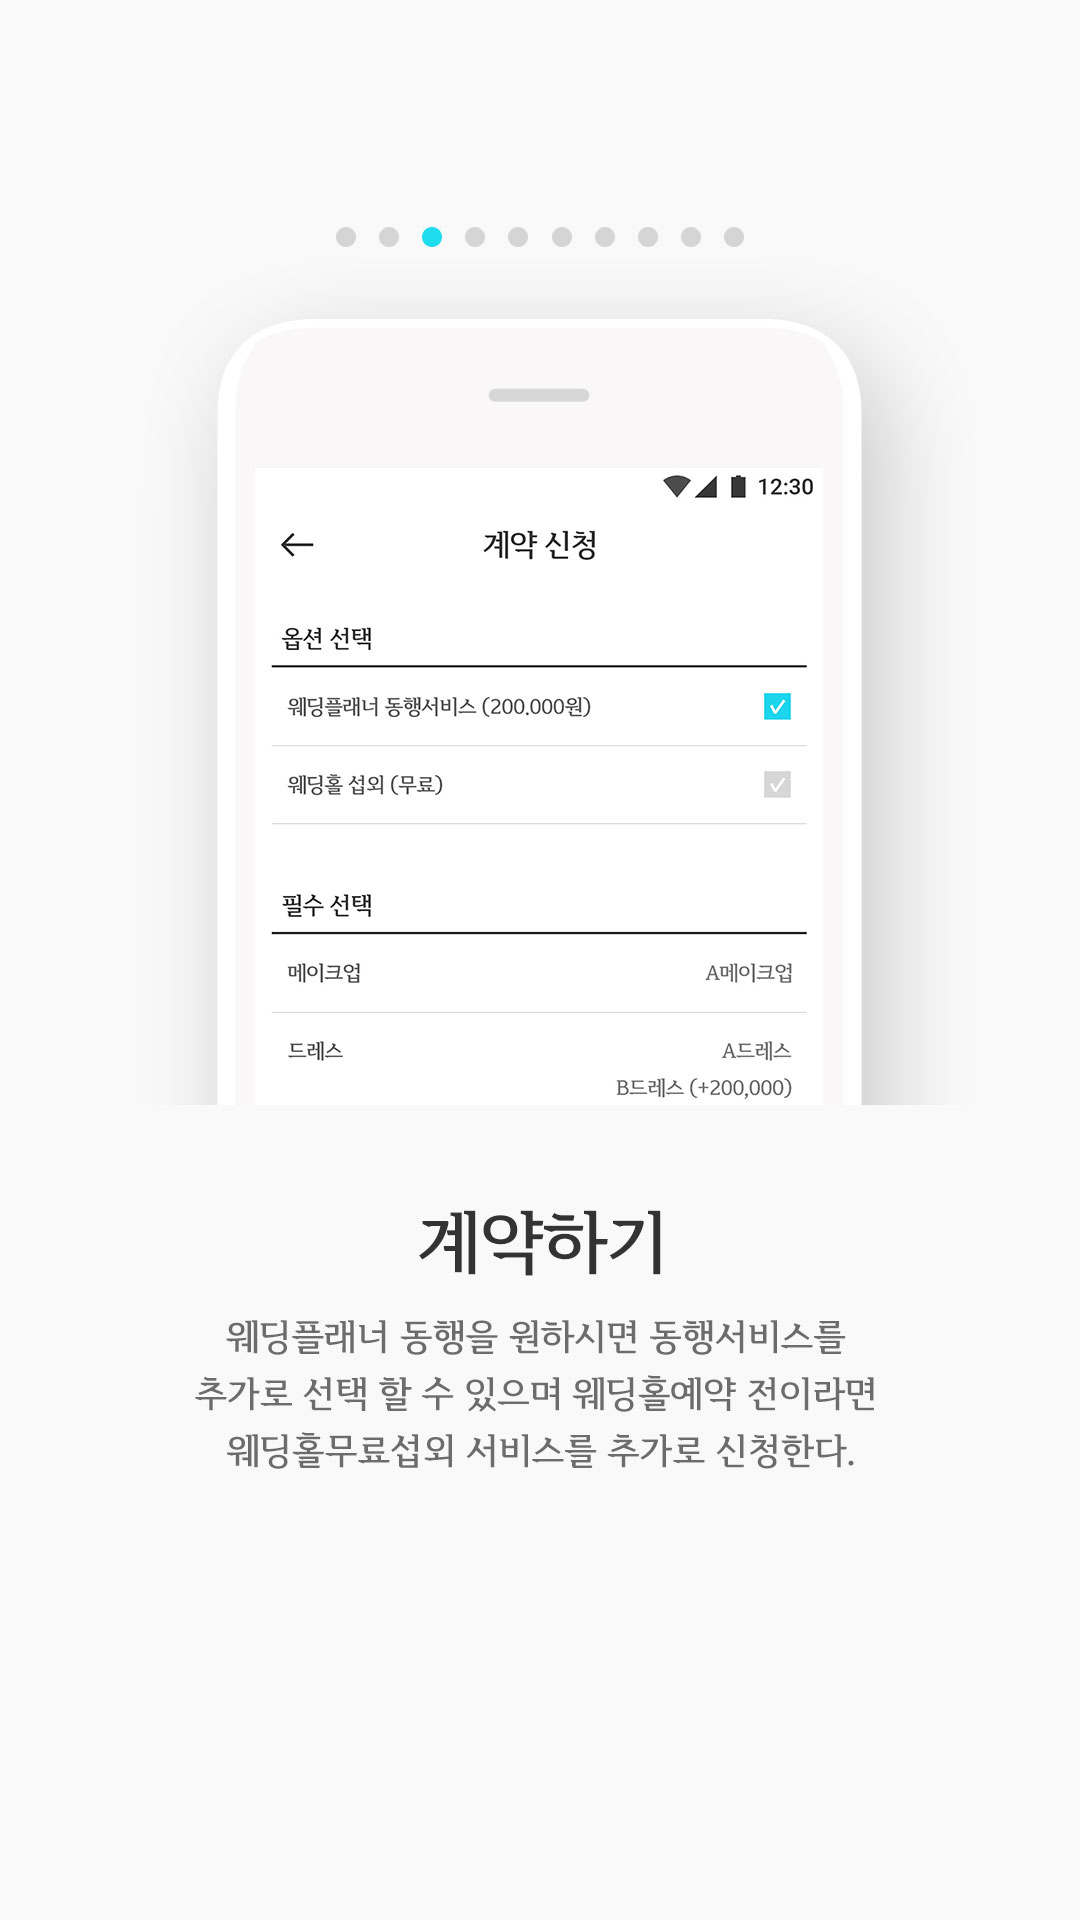 12:30
계약 신청
옵션 선택
웨딩플래너 동행서비스 (200.000원)
웨딩홀 섭외 (무료)
필수 선택
메이크업 A메이크업
드레스 A드레스
B드레스 (+200,000)
계약하기
웨딩플래너 동행을 원하시면 동행서비스를
추가로 선택 할 수 있으며 웨딩홀예약 전이라면
웨딩홀무료섭외 서비스를 추가로 신청한다.